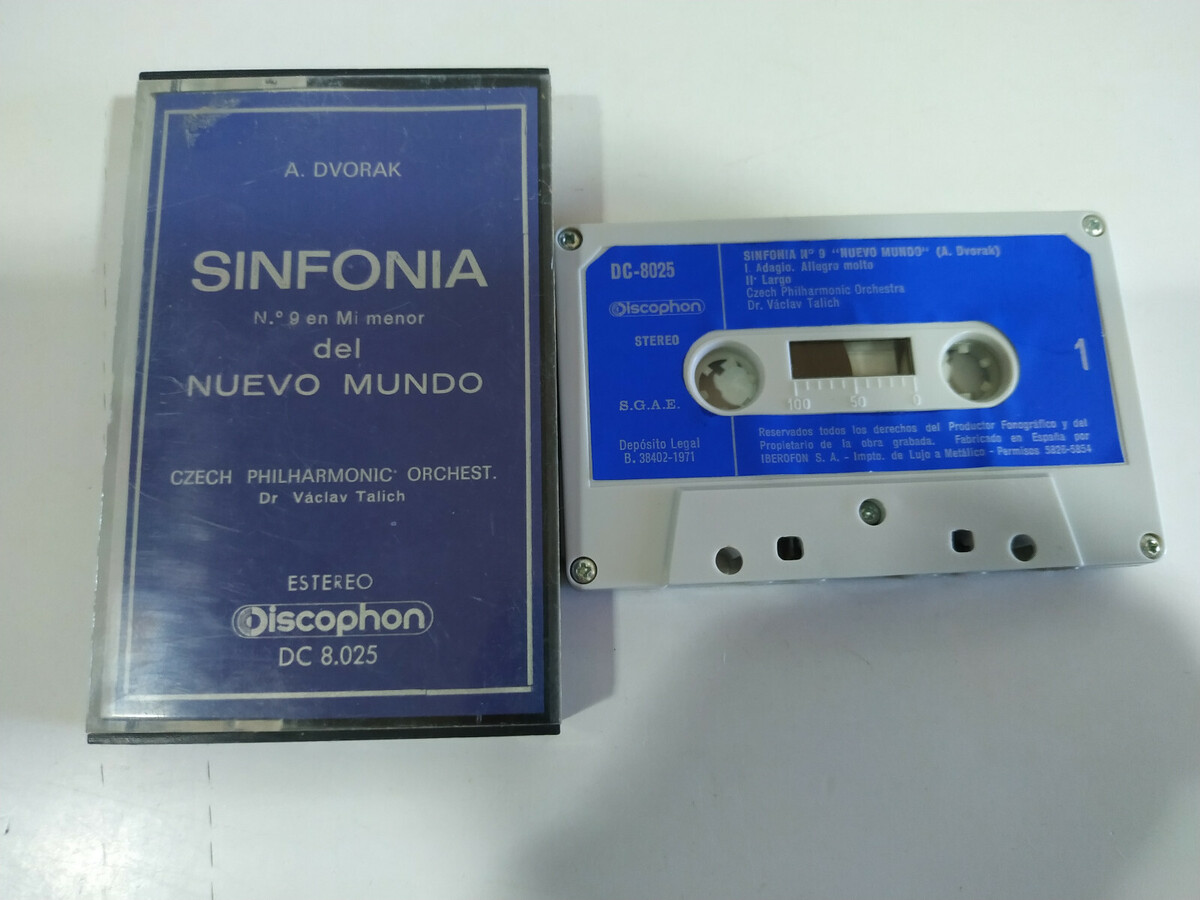 A. DVORAK
SINFONIA
N.º 9 en Mi menor
del
NUEVO MUNDO
CZECH PHILHARMONIC ORCHEST.
Dr Václav Talich
ESTEREO
Discophon
DC 8.025
DC-8025
Discophon
STEREO
S.G.A.E.
Depósito Legal
B. 38402-1971
SINFONIA Nº 9 "NUEVO MUNDO" (A. Dvorak)
I. Adagio. Allegro molto
II· Largo
Czech Philharmonic Orchestra
Dr. Václav Talich
1
100 50 0
Reservados todos los derechos del Productor Fonográfico y del
Propietario de la obra grabada. Fabricado en España por
IBEROFON S. A. - Impto. de Lujo a Metálico - Permisos 5826-5854